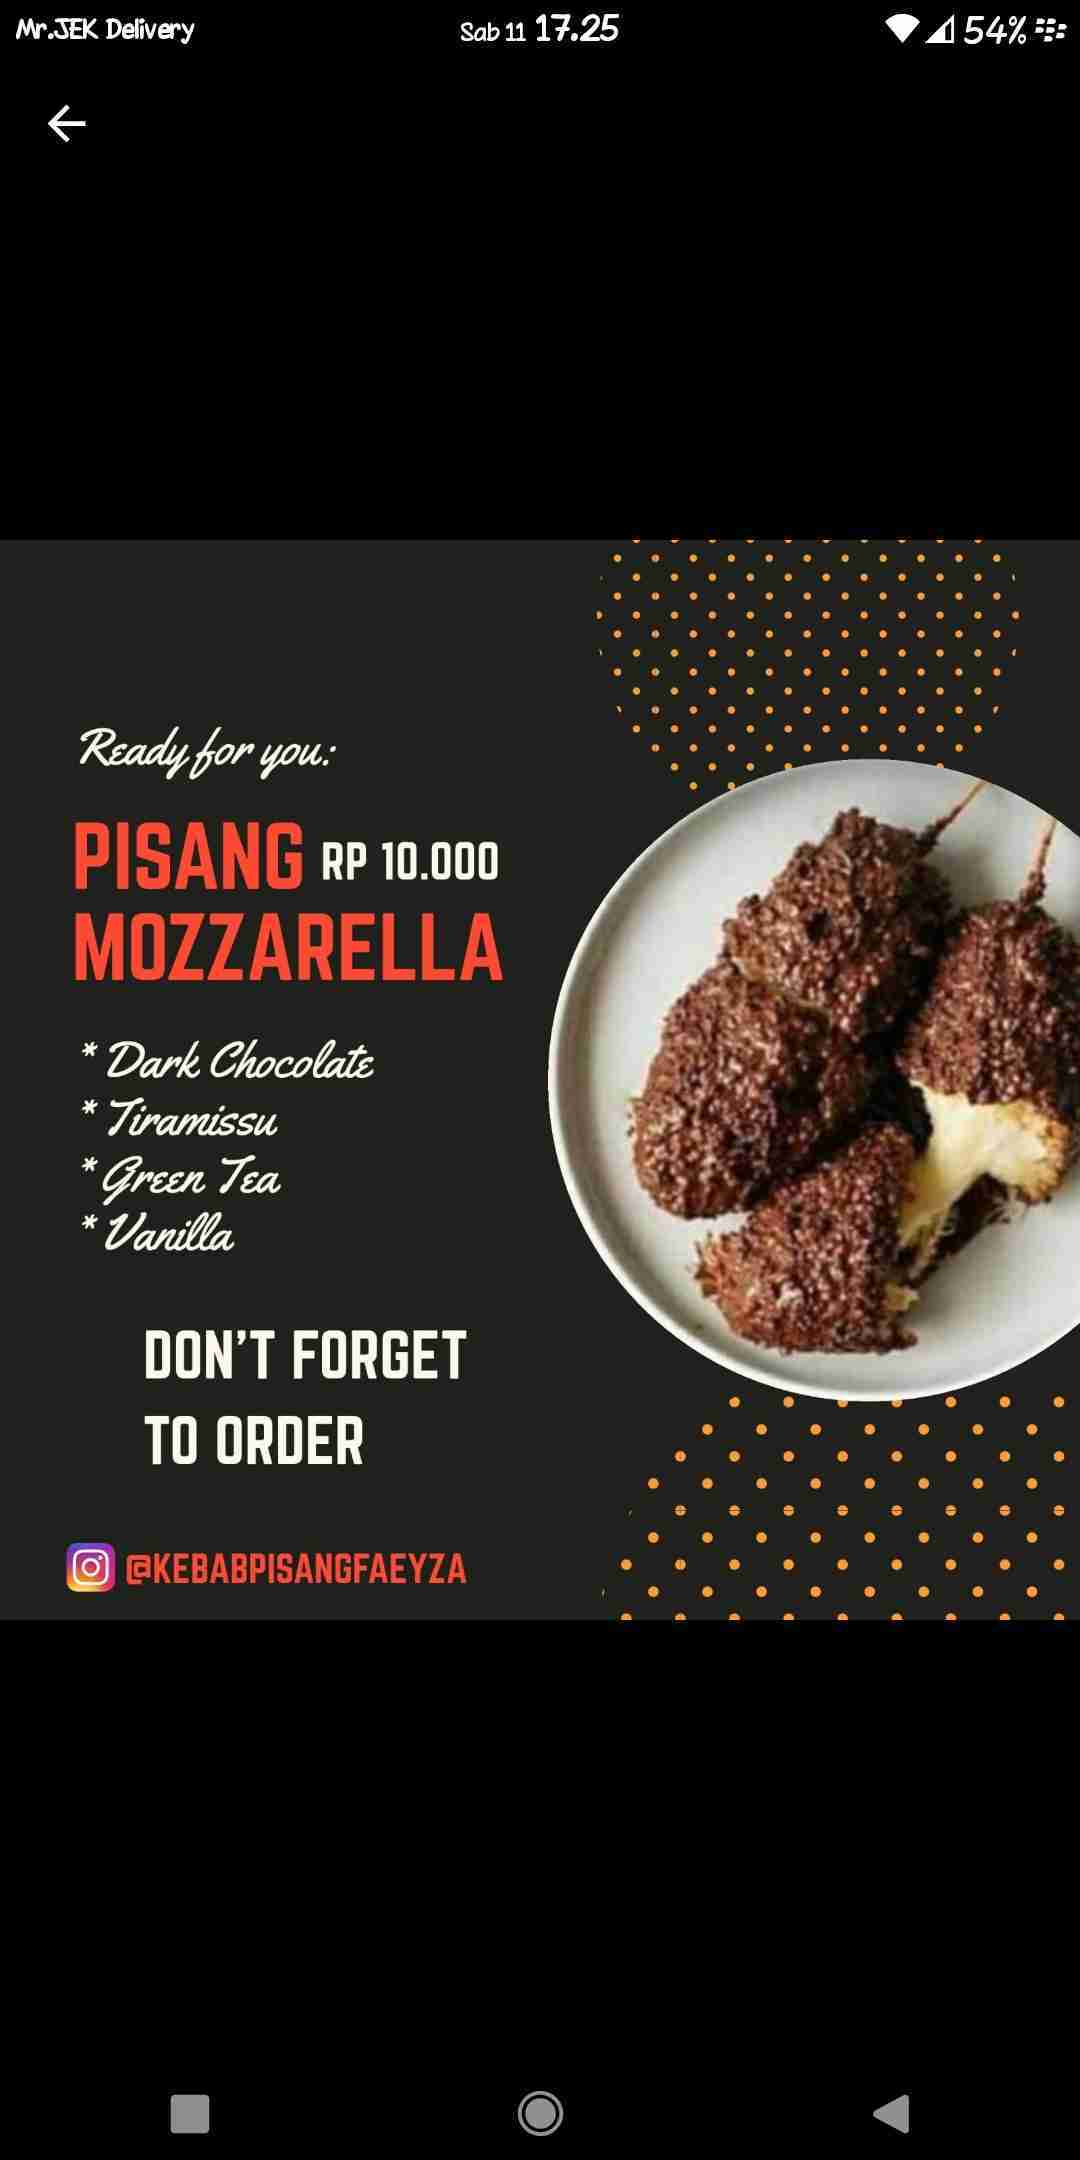 Mr.JEK Delivery Sab 11 17.25 54%
Ready for you:
PISANG RP 10.000
MOZZARELLA
* Dark Chocolate
* Tiramissu
* Green Tea
* Vanilla
DON'T FORGET
TO ORDER
@KEBABPISANGFAEYZA